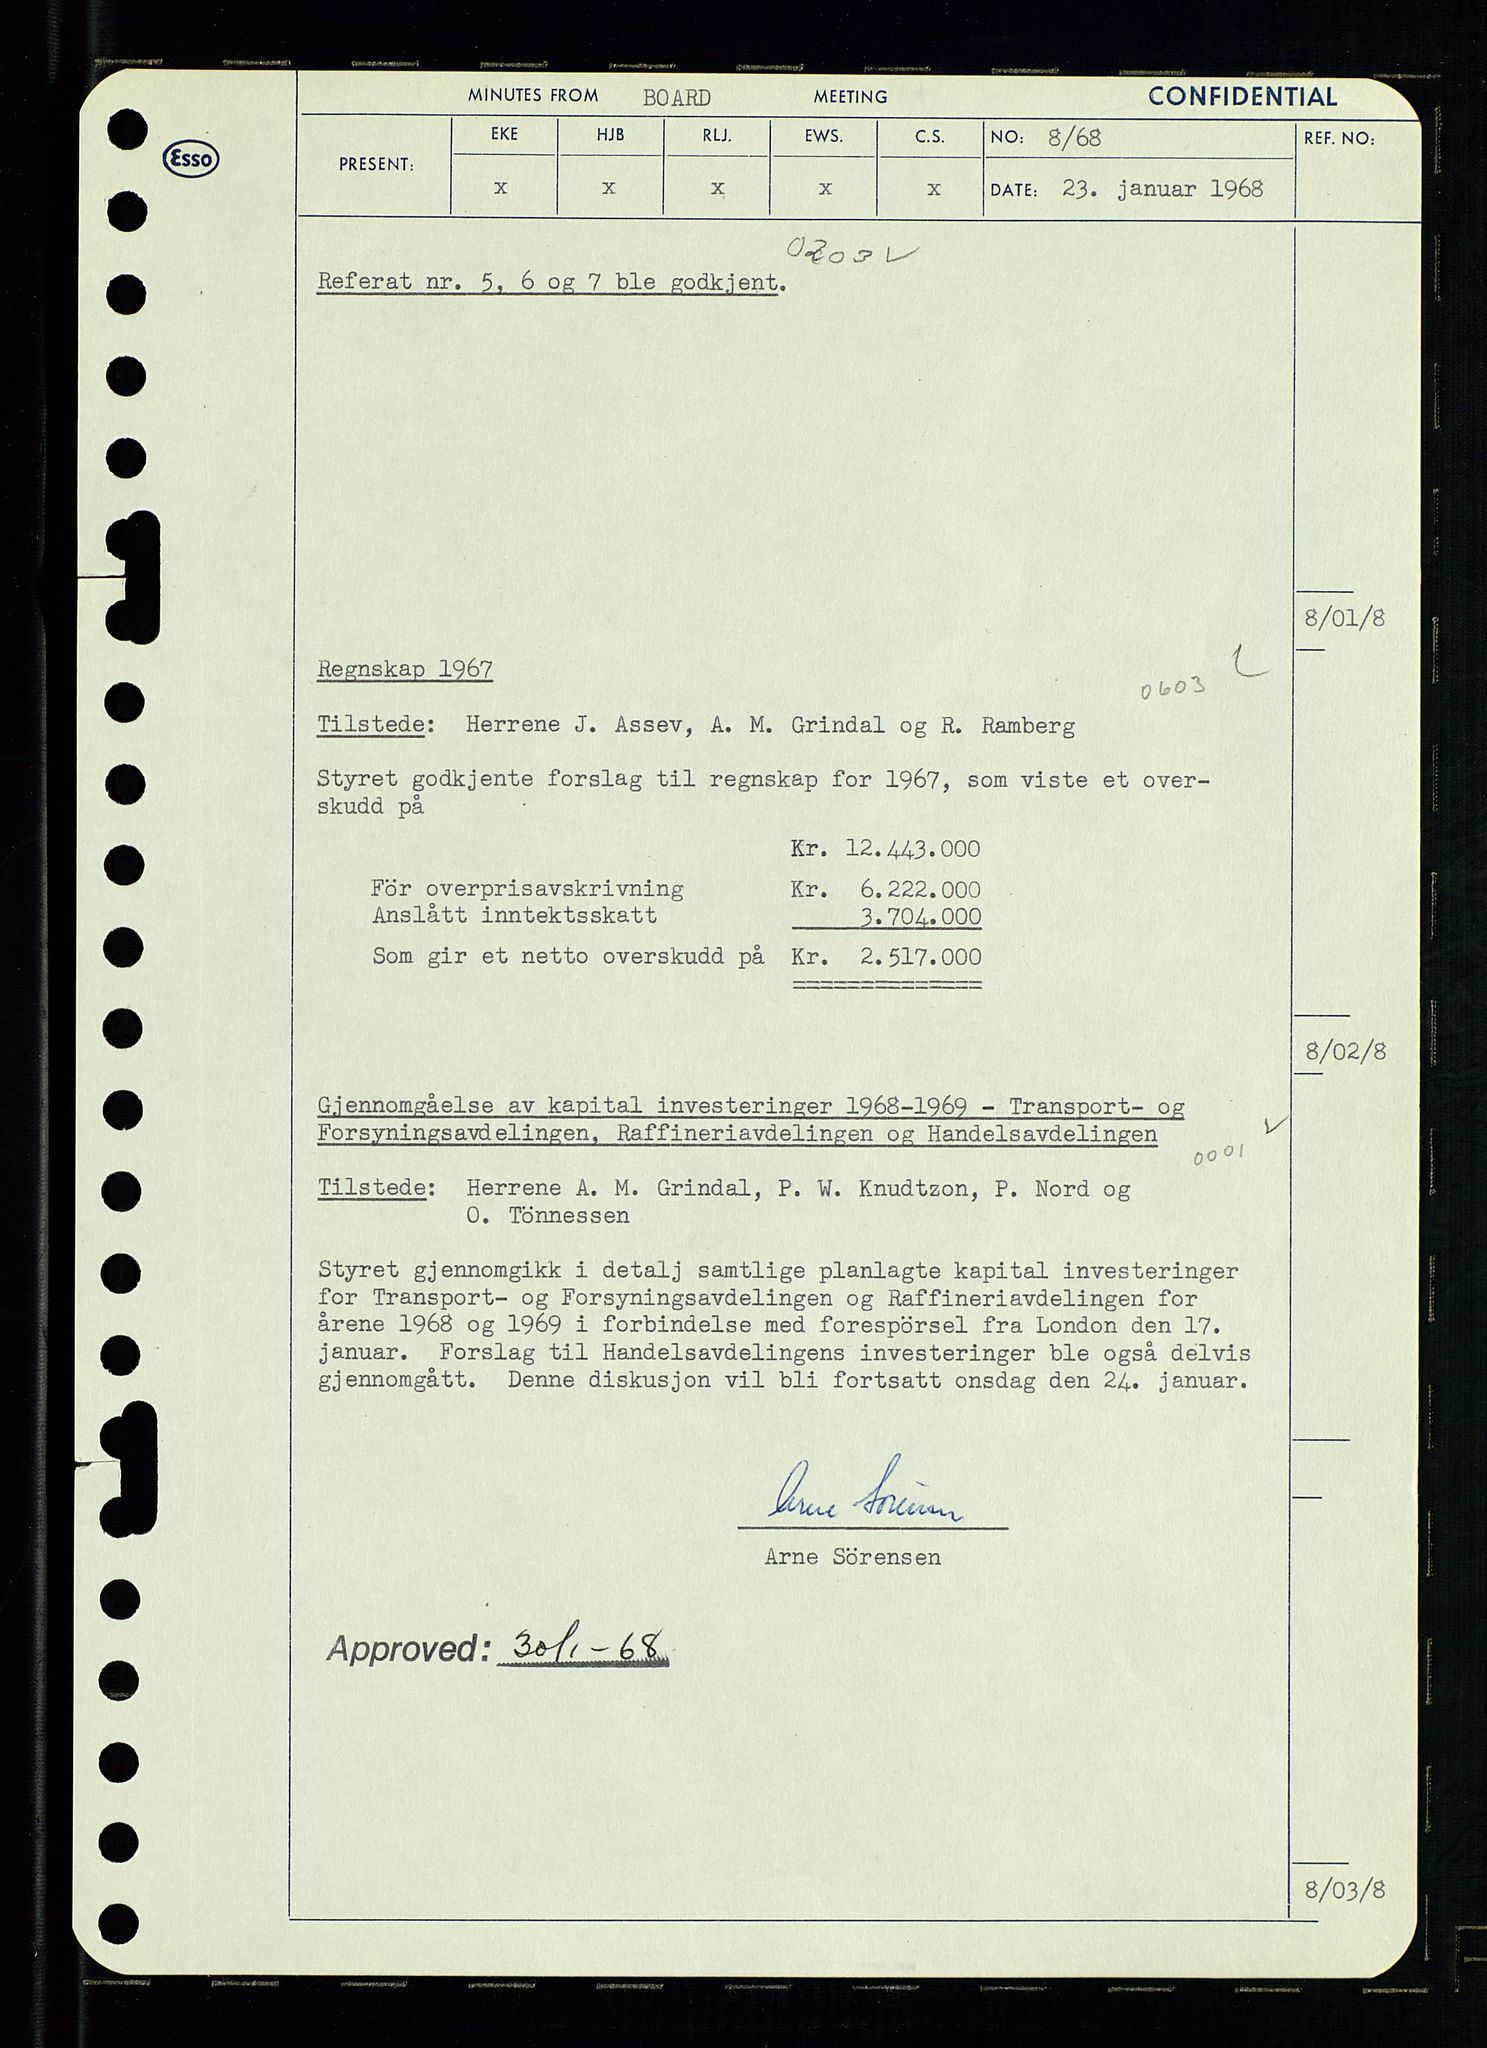 MINUTES FROM BOARD MEETING CONFIDENTIAL
Esso
PRESENT: EKE HJB RLJ. EWS. C.S. NO: 8/68 REF. NO:
x x x x x DATE: 23. januar 1968
Referat nr. 5, 6 og 7 ble godkjent.
8/01/8
Regnskap 1967
0603
Tilstede: Herrene J. Assev, A. M. Grindal og R. Ramberg
Styret godkjente forslag til regnskap for 1967, som viste et over-
skudd på
Kr. 12.443.000
För overprisavskrivning Kr. 6.222.000
Anslått inntektsskatt 3.704.000
Som gir et netto overskudd på Kr. 2.517.000
8/02/8
Gjennomgåelse av kapital investeringer 1968-1969 - Transport- og
Forsyningsavdelingen, Raffineriavdelingen og Handelsavdelingen
0001
Tilstede: Herrene A. M. Grindal, P. W. Knudtzon, P. Nord og
O. Tönnessen
Styret gjennomgikk i detalj samtlige planlagte kapital investeringer
for Transport- og Forsyningsavdelingen og Raffineriavdelingen for
årene 1968 og 1969 i forbindelse med forespörsel fra London den 17.
januar. Forslag til Handelsavdelingens investeringer ble også delvis
gjennomgått. Denne diskusjon vil bli fortsatt onsdag den 24. januar.
Arne Sörensen
Arne Sörensen
Approved: 30/1-68
8/03/8